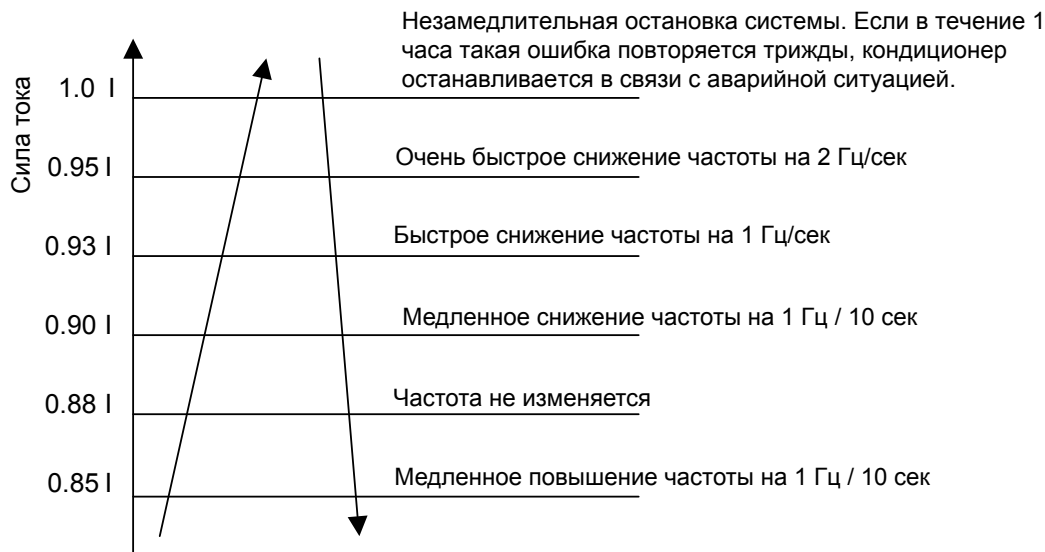 Незамедлительная остановка системы. Если в течение 1
часа такая ошибка повторяется трижды, кондиционер
останавливается в связи с аварийной ситуацией.
Сила тока
1.0 I
Очень быстрое снижение частоты на 2 Гц/сек
0.95 I
Быстрое снижение частоты на 1 Гц/сек
0.93 I
Медленное снижение частоты на 1 Гц / 10 сек
0.90 I
Частота не изменяется
0.88 I
Медленное повышение частоты на 1 Гц / 10 сек
0.85 I